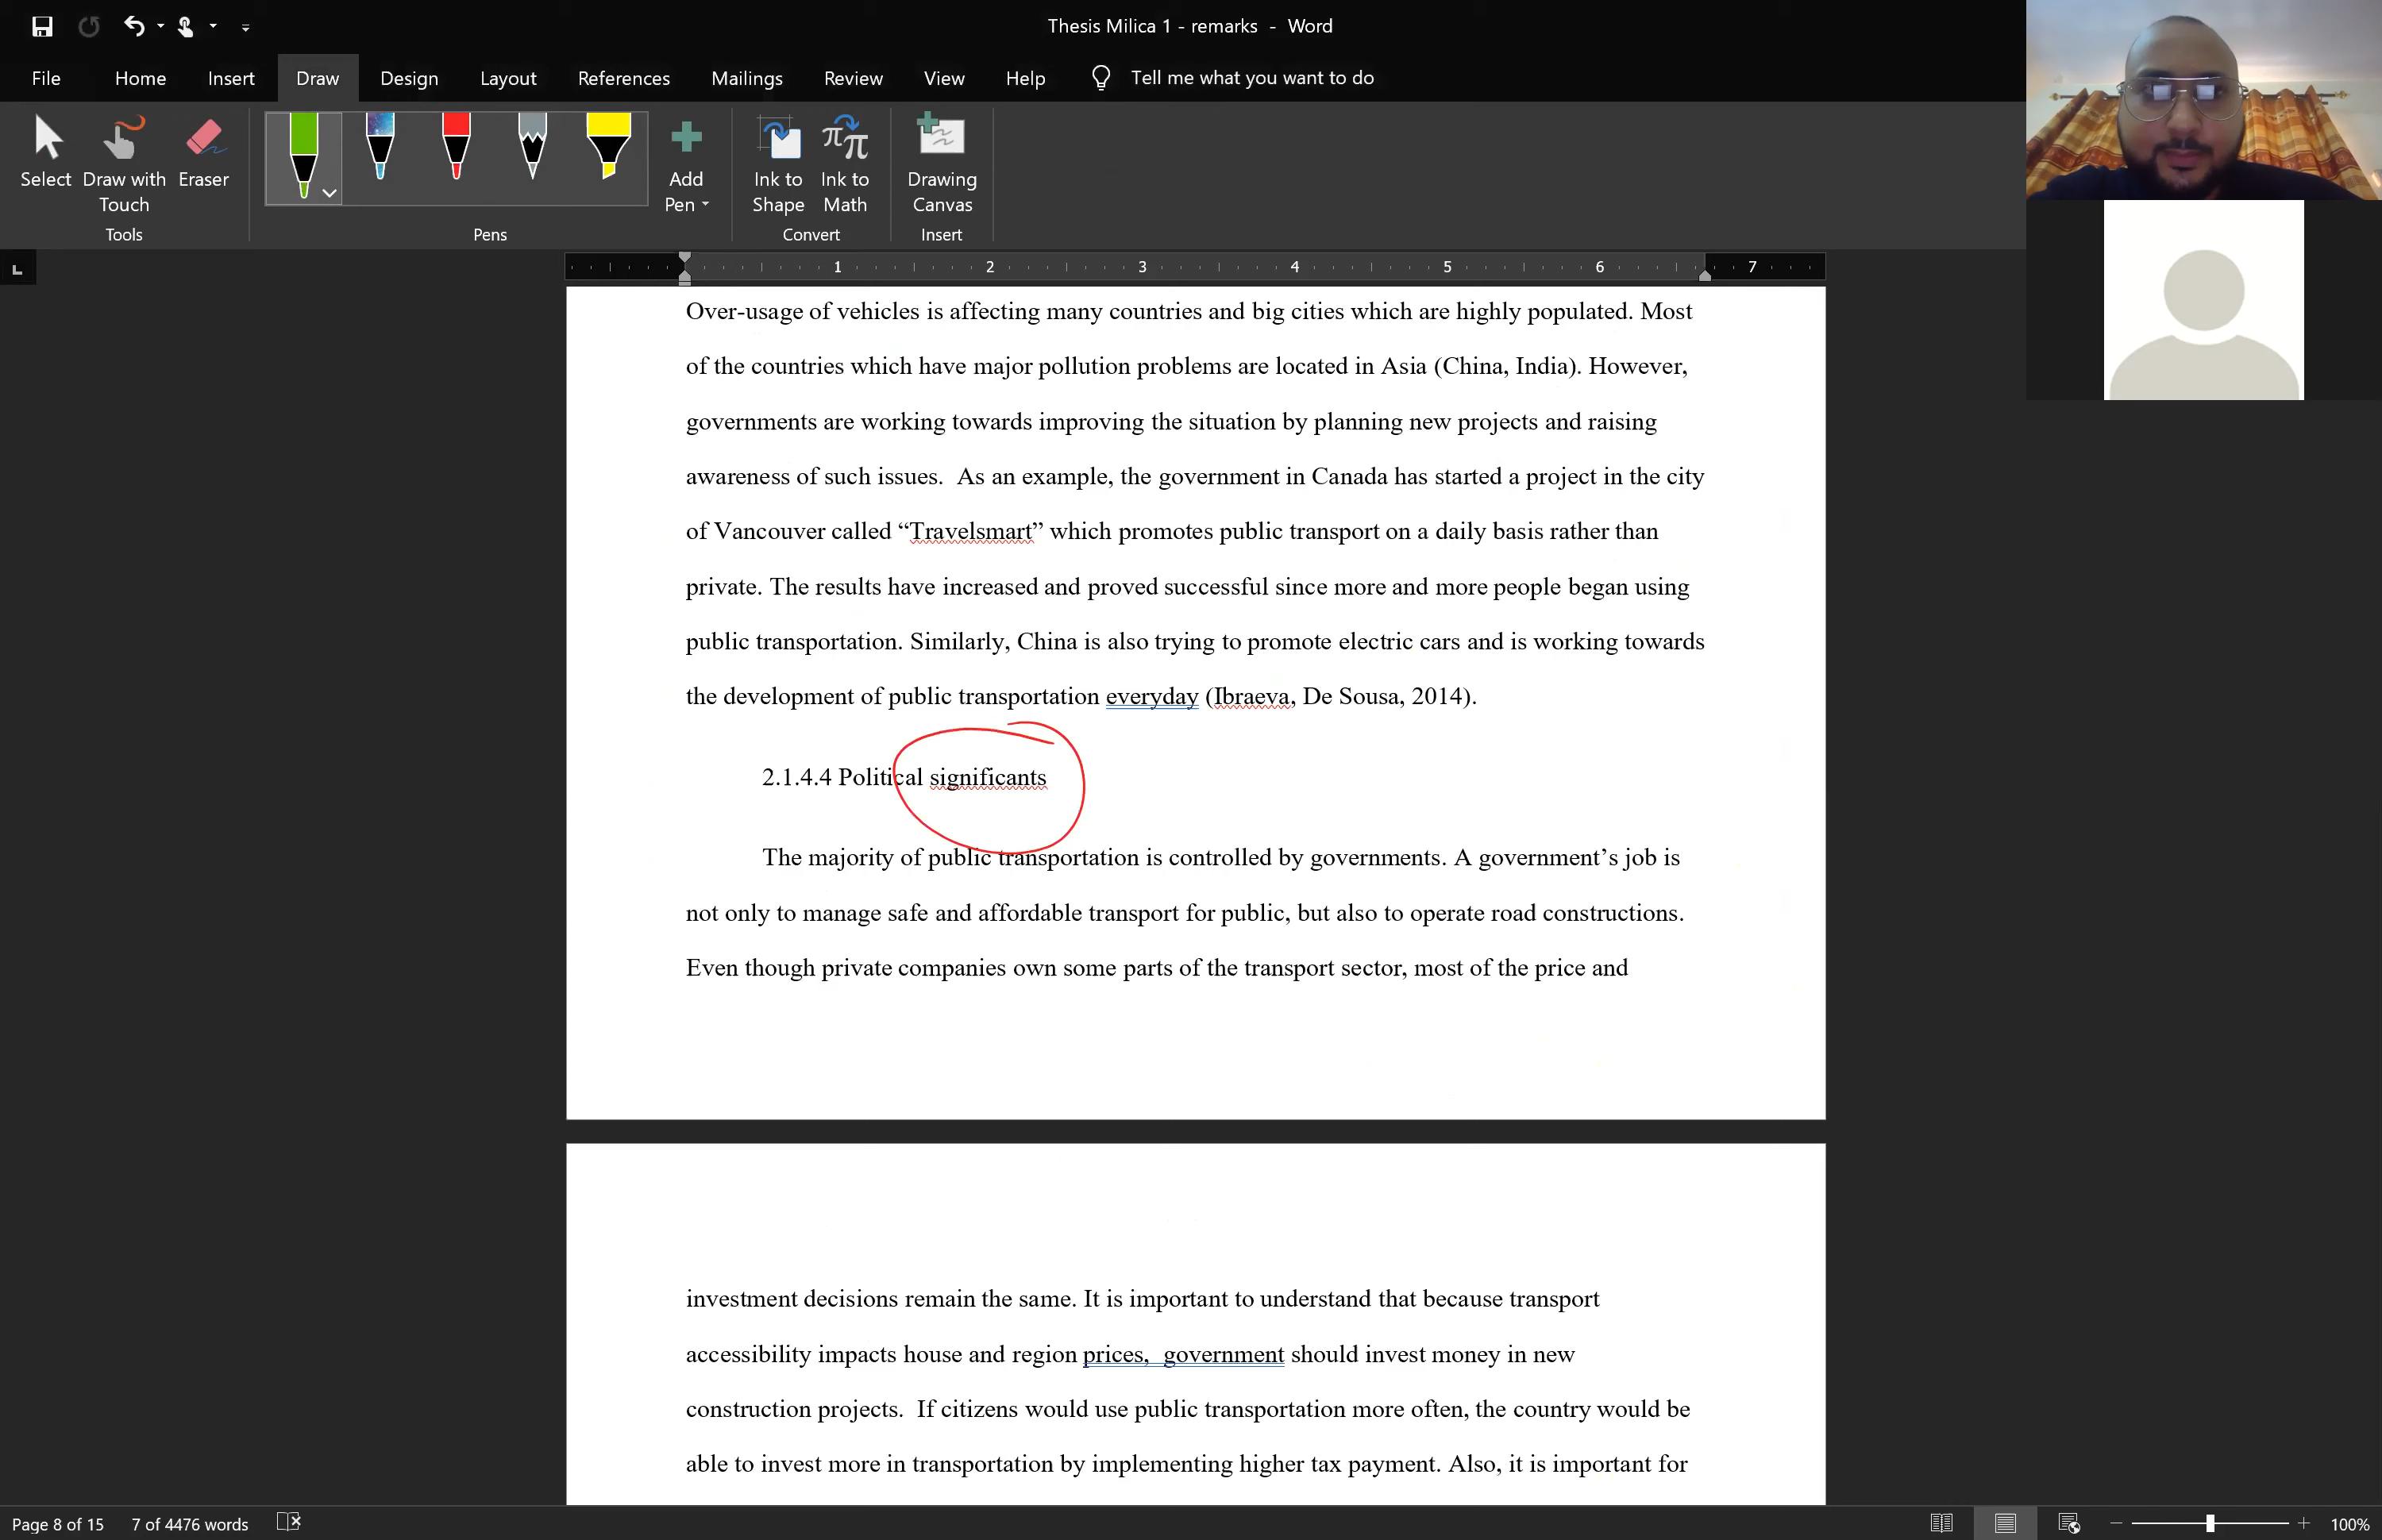 Thesis Milica 1 - remarks - Word
File Home Insert Draw Design Layout References Mailings Review View Help Tell me what you want to do
Select Draw with Touch Eraser Add Pen Ink to Shape Ink to Math Drawing Canvas
Tools Pens Convert Insert
1 2 3 4 5 6 7
Over-usage of vehicles is affecting many countries and big cities which are highly populated. Most
of the countries which have major pollution problems are located in Asia (China, India). However,
governments are working towards improving the situation by planning new projects and raising
awareness of such issues.  As an example, the government in Canada has started a project in the city
of Vancouver called “Travelsmart” which promotes public transport on a daily basis rather than
private. The results have increased and proved successful since more and more people began using
public transportation. Similarly, China is also trying to promote electric cars and is working towards
the development of public transportation everyday (Ibraeva, De Sousa, 2014).
2.1.4.4 Political significants
The majority of public transportation is controlled by governments. A government’s job is
not only to manage safe and affordable transport for public, but also to operate road constructions.
Even though private companies own some parts of the transport sector, most of the price and
investment decisions remain the same. It is important to understand that because transport
accessibility impacts house and region prices,  government should invest money in new
construction projects.  If citizens would use public transportation more often, the country would be
able to invest more in transportation by implementing higher tax payment. Also, it is important for
Page 8 of 15 7 of 4476 words 100%